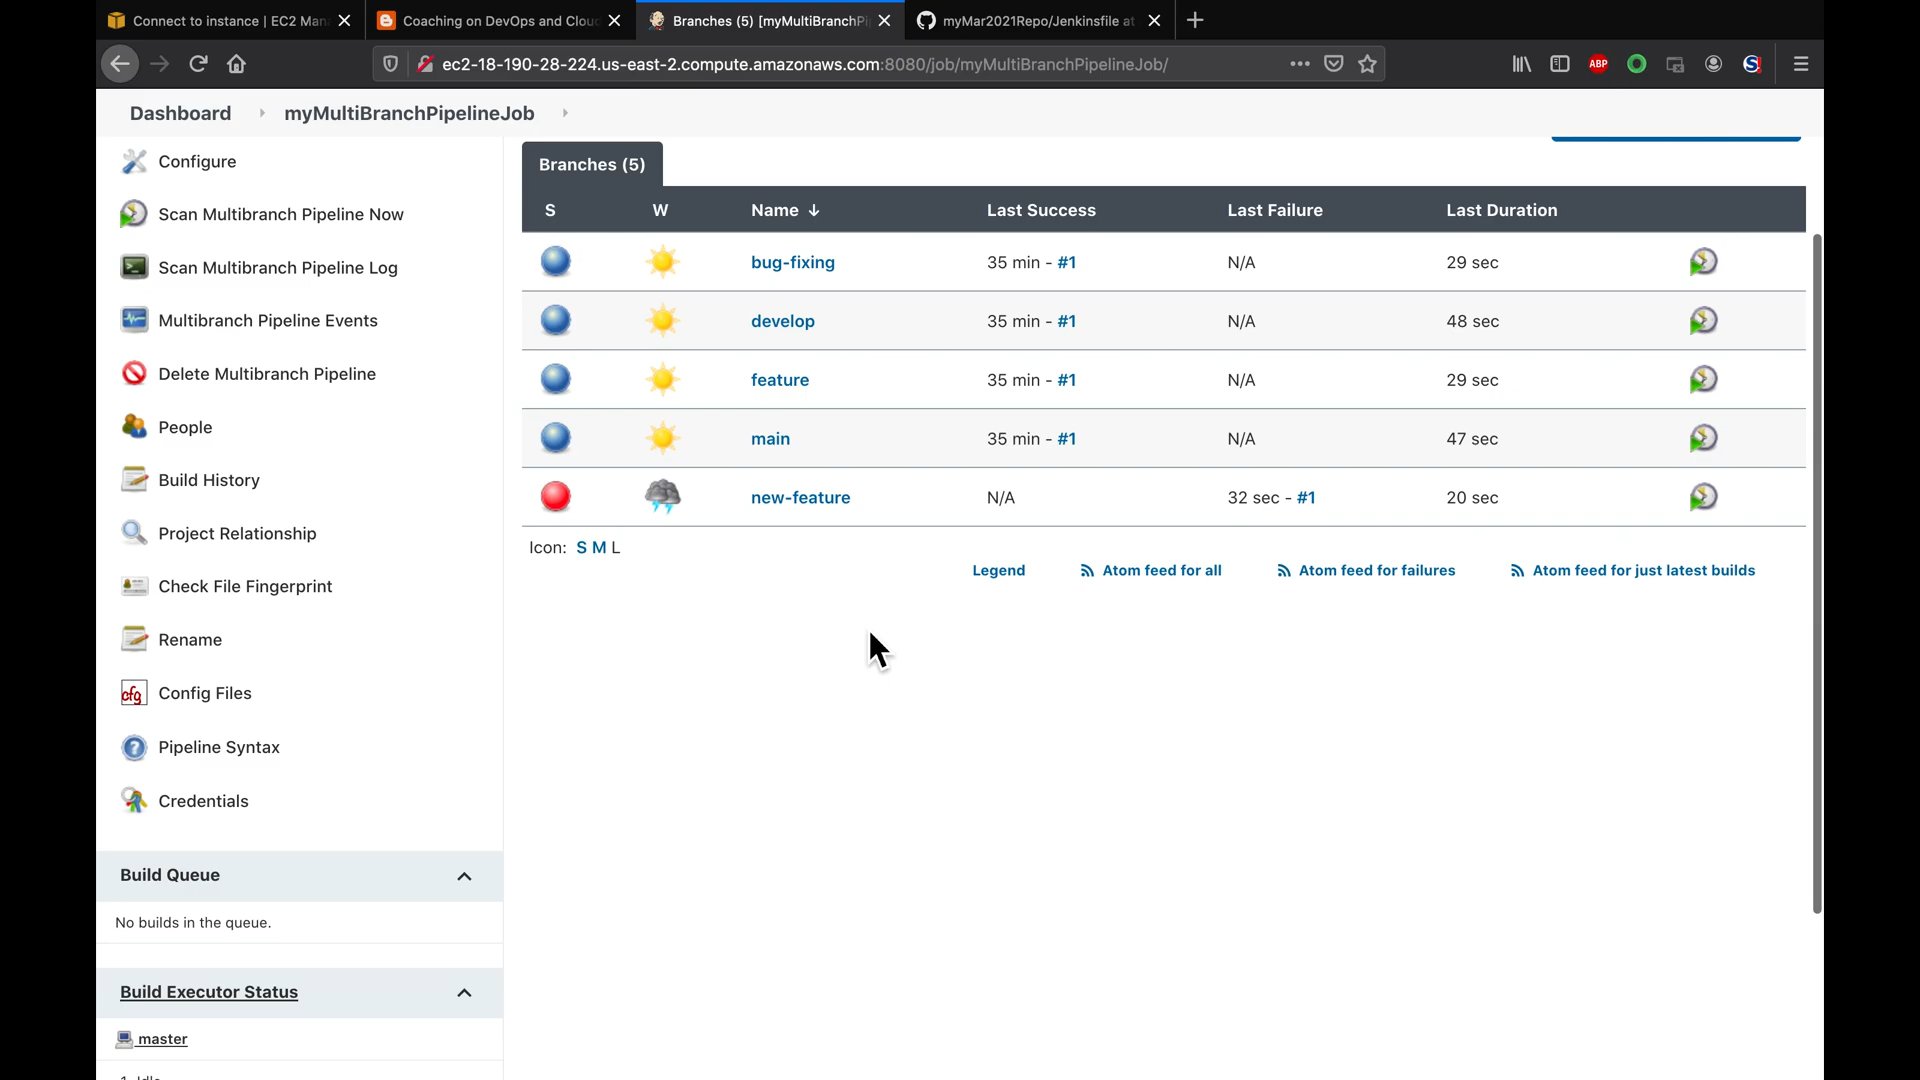 Connect to instance | EC2 Man
Coaching on DevOps and Clou
Branches (5) [myMultiBranchPi
myMar2021Repo/Jenkinsfile at
ec2-18-190-28-224.us-east-2.compute.amazonaws.com:8080/job/myMultiBranchPipelineJob/
ABP
Dashboard
myMultiBranchPipelineJob
Configure
Scan Multibranch Pipeline Now
Scan Multibranch Pipeline Log
Multibranch Pipeline Events
Delete Multibranch Pipeline
People
Build History
Project Relationship
Check File Fingerprint
Rename
cfg Config Files
Pipeline Syntax
Credentials
Build Queue
No builds in the queue.
Build Executor Status
master
1 Idle
Branches (5)
S W Name ↓ Last Success Last Failure Last Duration
bug-fixing 35 min - #1 N/A 29 sec
develop 35 min - #1 N/A 48 sec
feature 35 min - #1 N/A 29 sec
main 35 min - #1 N/A 47 sec
new-feature N/A 32 sec - #1 20 sec
Icon: S M L
Legend Atom feed for all Atom feed for failures Atom feed for just latest builds